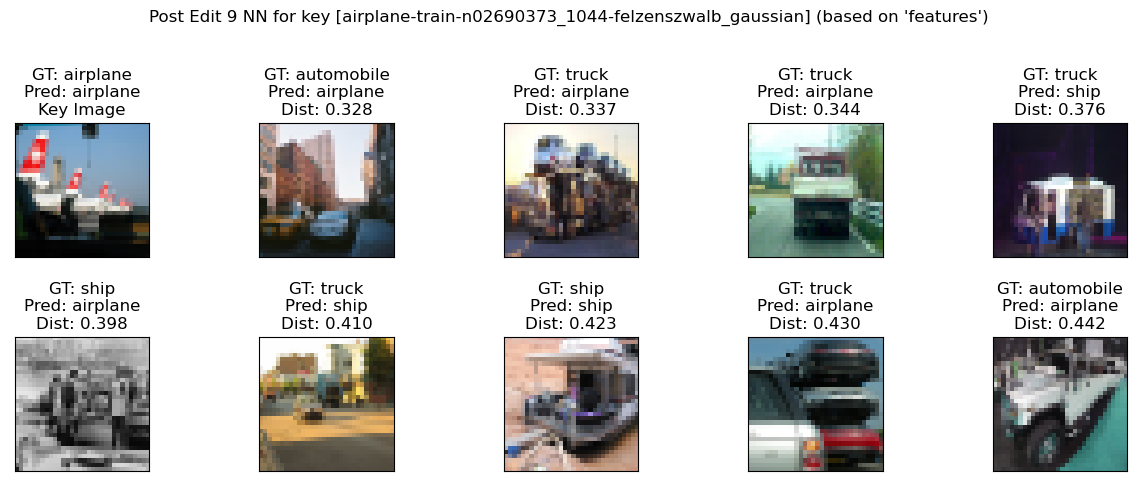 Post Edit 9 NN for key [airplane-train-n02690373_1044-felzenszwalb_gaussian] (based on 'features')
GT: airplane
Pred: airplane
Key Image
GT: automobile
Pred: airplane
Dist: 0.328
GT: truck
Pred: airplane
Dist: 0.337
GT: truck
Pred: airplane
Dist: 0.344
GT: truck
Pred: ship
Dist: 0.376
GT: ship
Pred: airplane
Dist: 0.398
GT: truck
Pred: ship
Dist: 0.410
GT: ship
Pred: ship
Dist: 0.423
GT: truck
Pred: airplane
Dist: 0.430
GT: automobile
Pred: airplane
Dist: 0.442